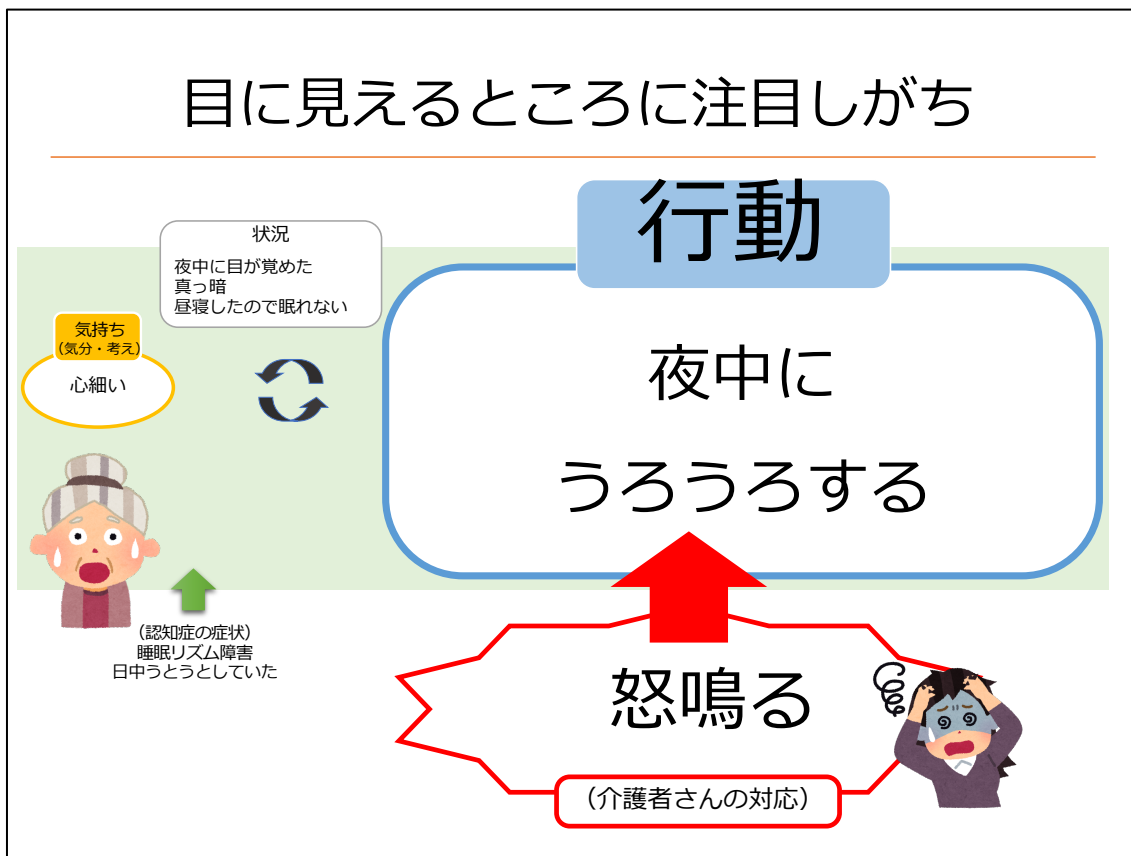 目に見えるところに注目しがち
行動
状況
夜中に目が覚めた
真っ暗
昼寝したので眠れない
気持ち
(気分・考え)
心細い
夜中に
うろうろする
(認知症の症状)
睡眠リズム障害
日中うとうとしていた
怒鳴る
(介護者さんの対応)